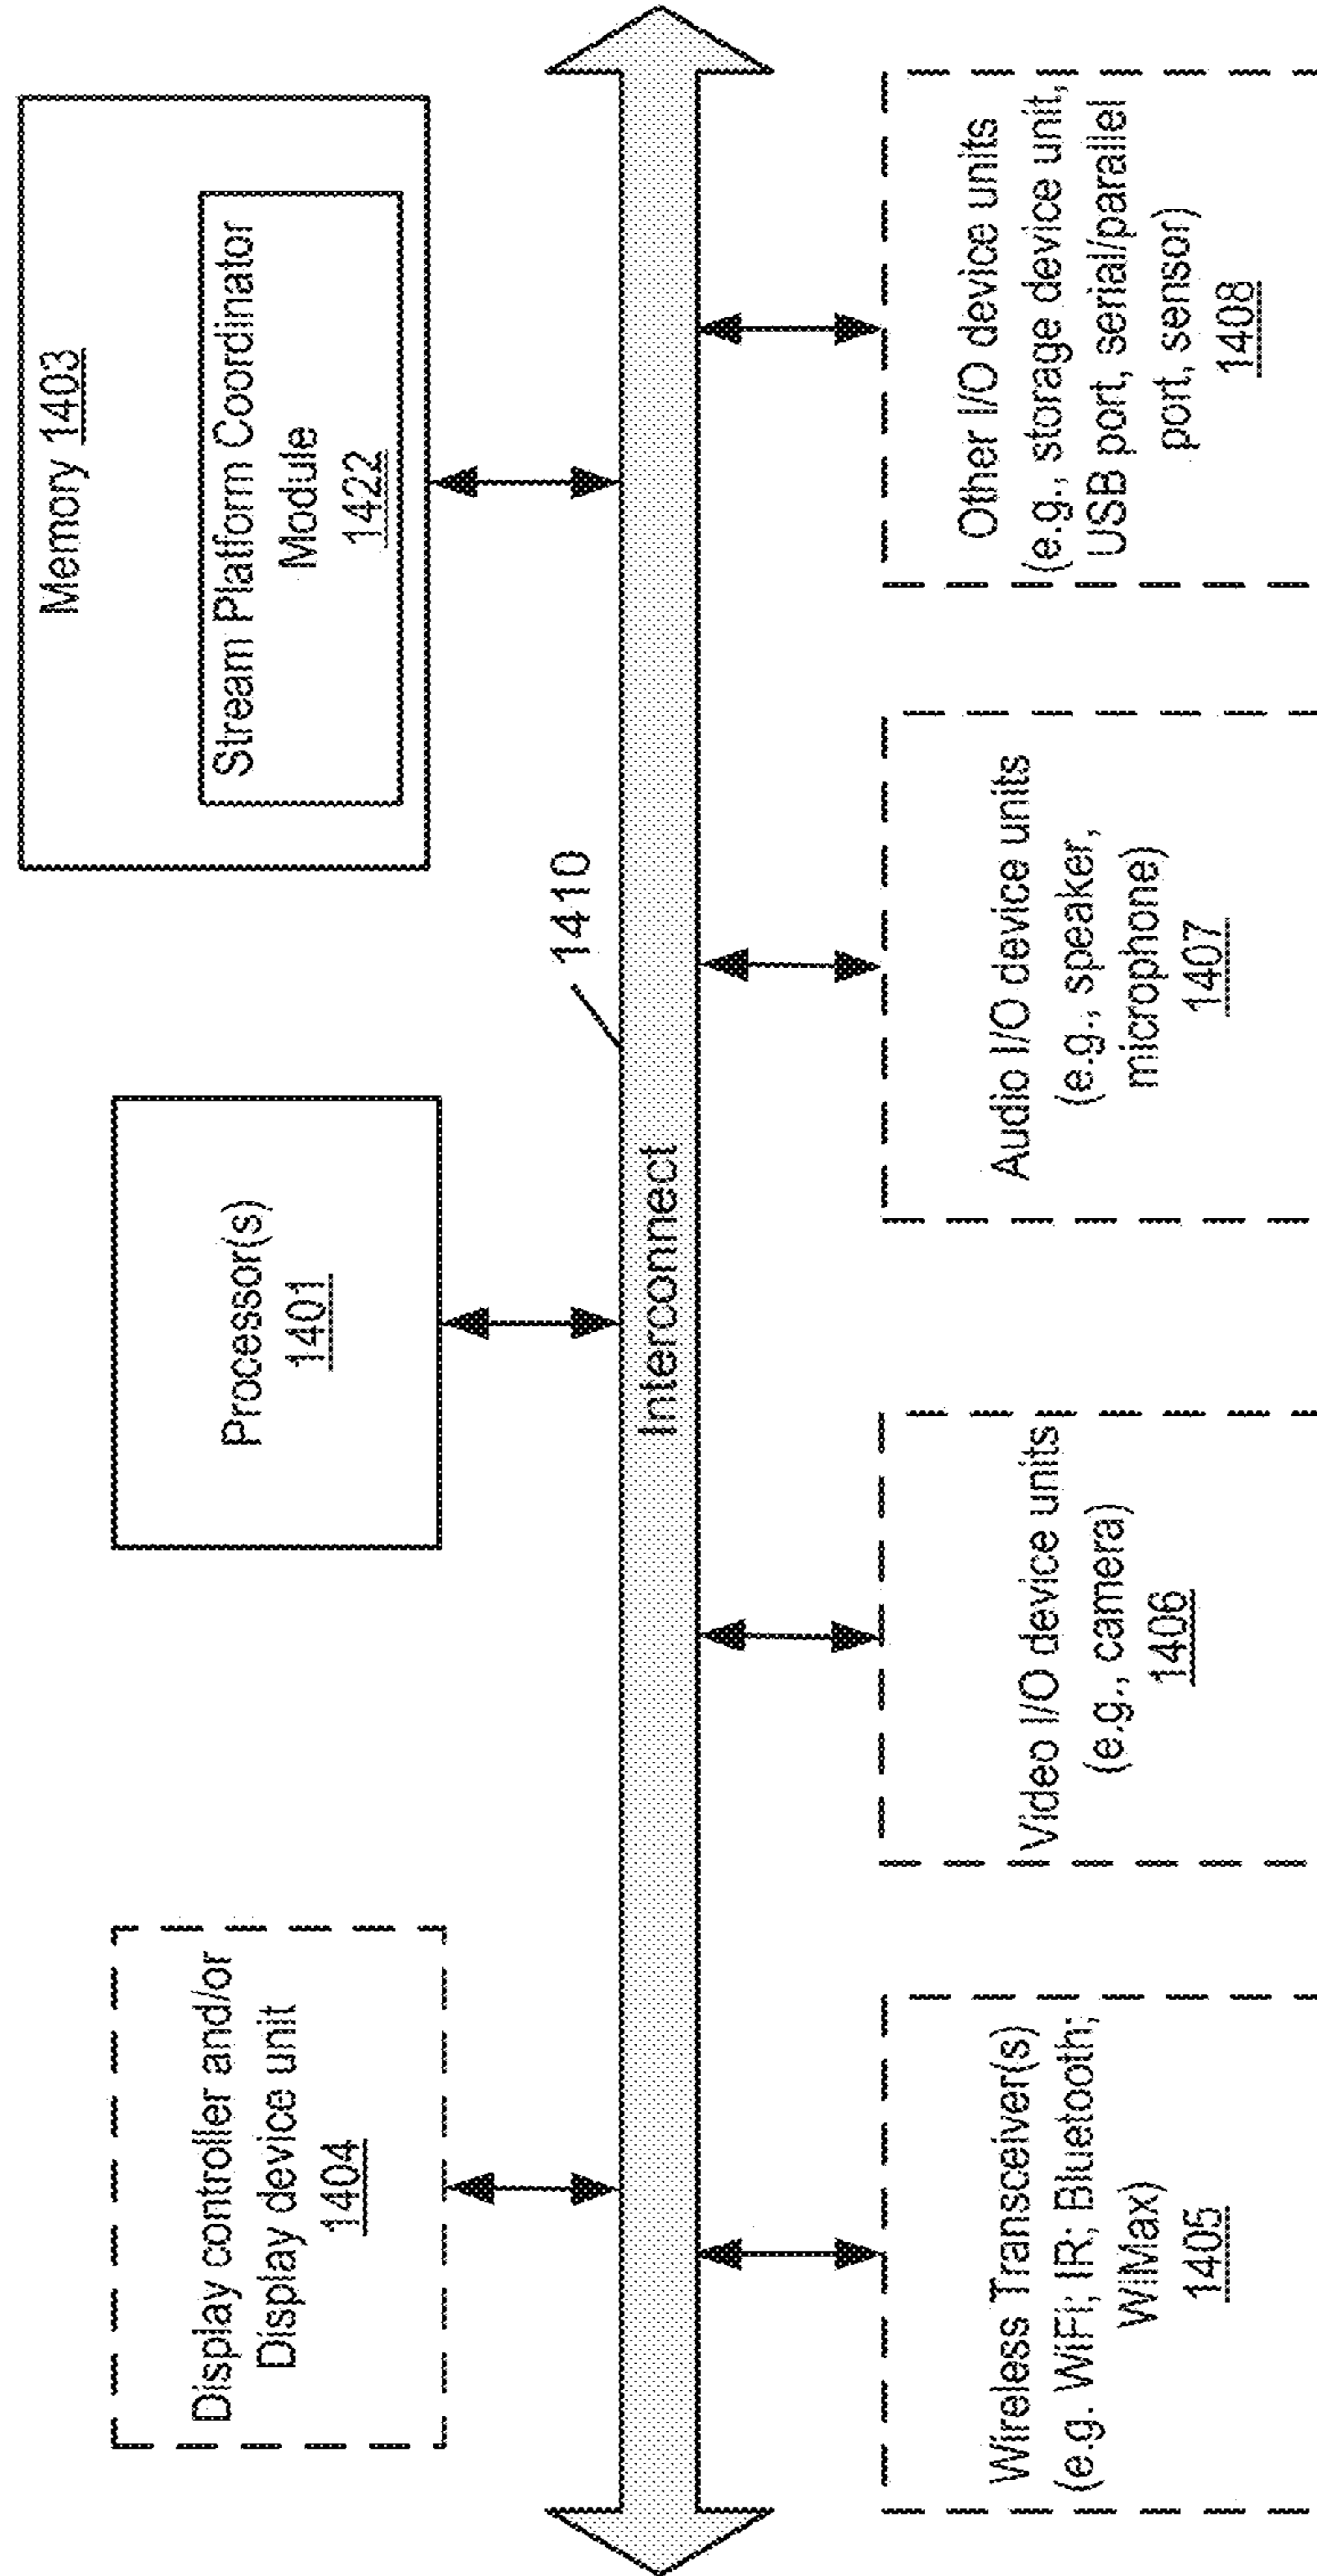 Display controller and/or
Display device unit
1404
Processor(s)
1401
Memory 1403
Stream Platform Coordinator
Module
1422
1410
Interconnect
Wireless Transceiver(s)
(e.g. WiFi; IR; Bluetooth;
WiMax)
1405
Video I/O device units
(e.g., camera)
1406
Audio I/O device units
(e.g., speaker,
microphone)
1407
Other I/O device units
(e.g., storage device unit,
USB port, serial/parallel
port, sensor)
1408